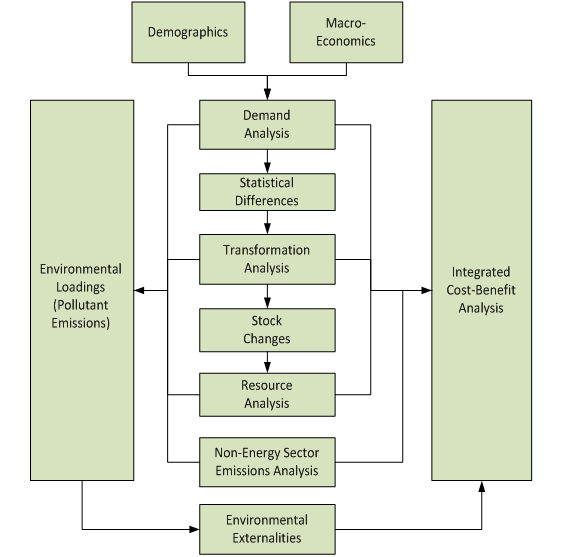 Demographics
Macro-
Economics
Demand
Analysis
Statistical
Differences
Transformation
Analysis
Environmental
Loadings
(Pollutant
Emissions)
Integrated
Cost-Benefit
Analysis
Stock
Changes
Resource
Analysis
Non-Energy Sector
Emissions Analysis
Environmental
Externalities